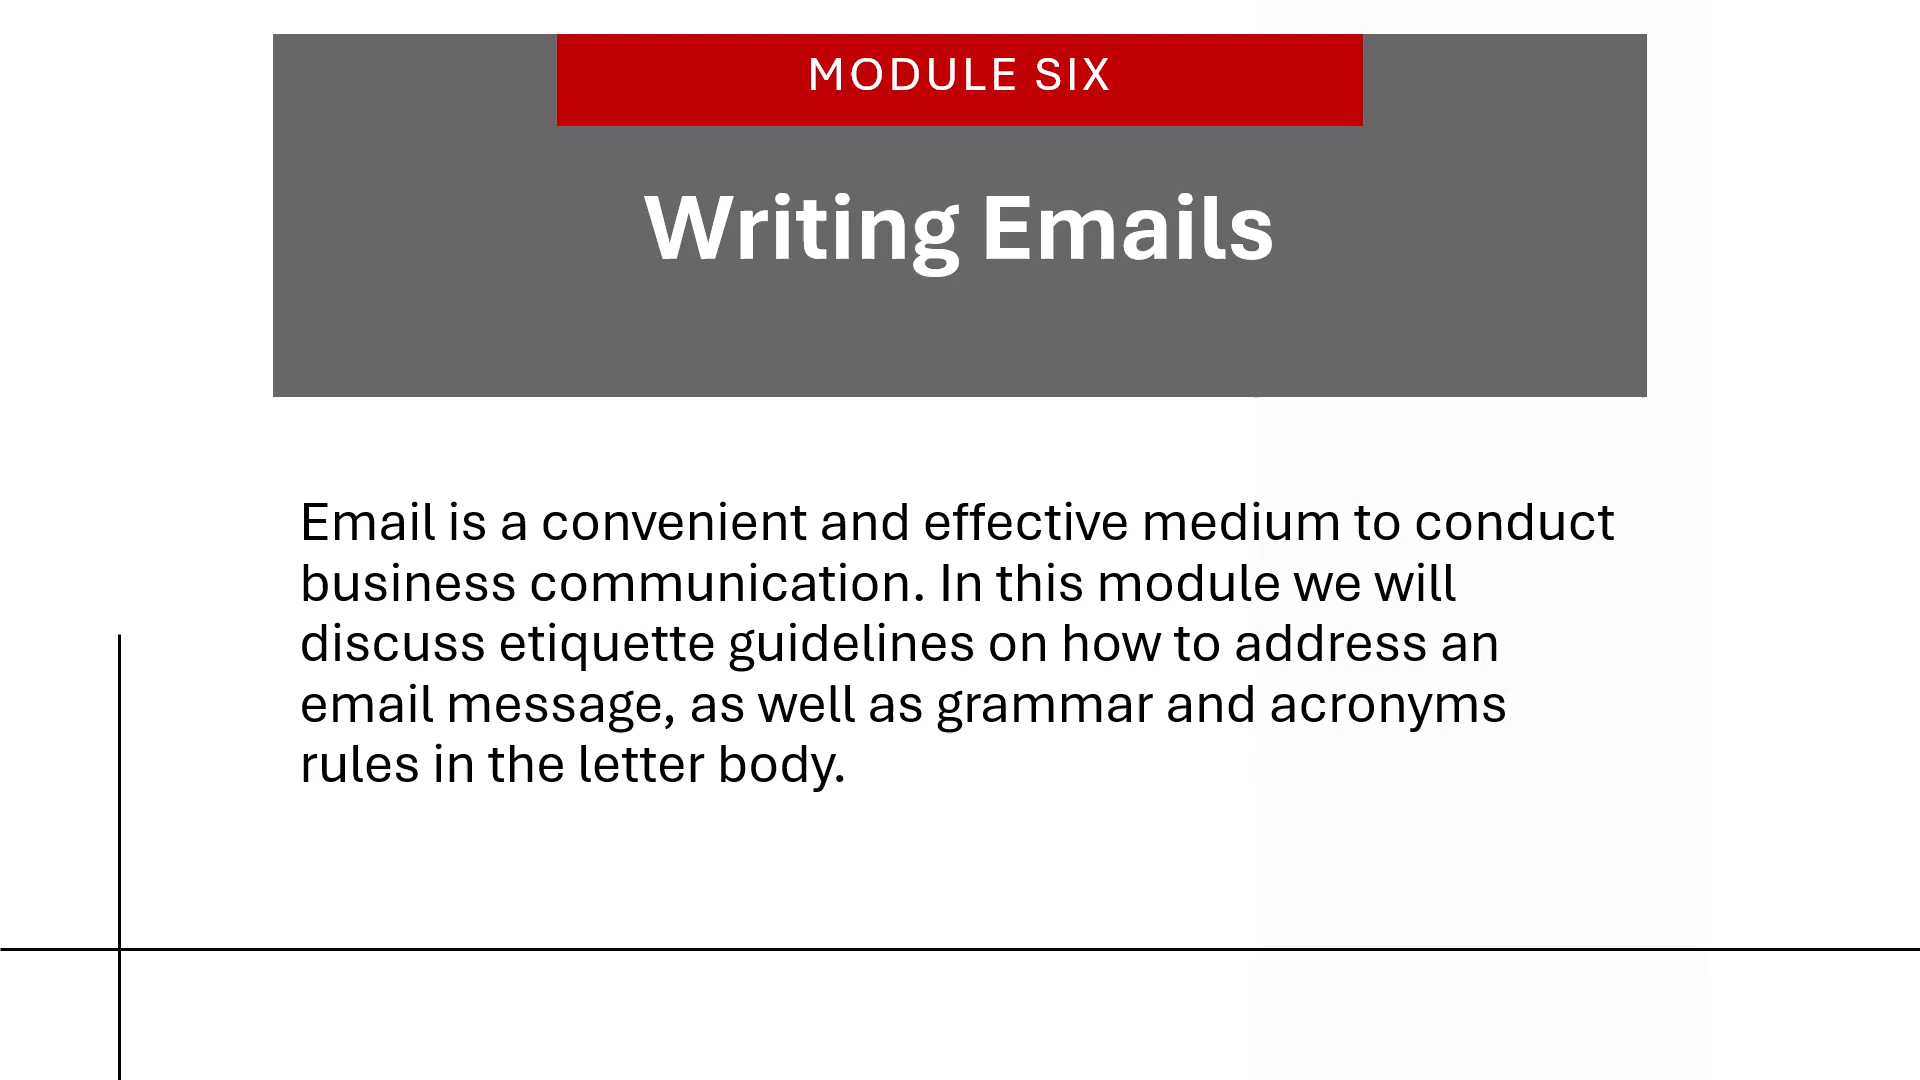 MODULE SIX
Writing Emails
Email is a convenient and effective medium to conduct
business communication. In this module we will
discuss etiquette guidelines on how to address an
email message, as well as grammar and acronyms
rules in the letter body.